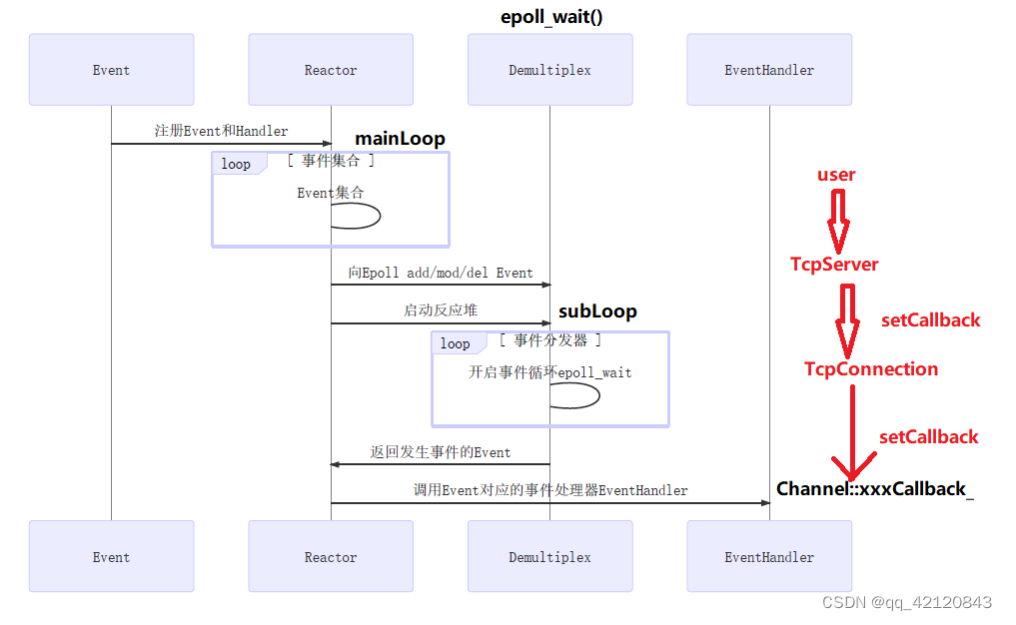 epoll_wait()
Event
Reactor
Demultiplex
EventHandler
注册Event和Handler
mainLoop
loop
[ 事件集合 ]
Event集合
user
TcpServer
向Epoll add/mod/del Event
启动反应堆
subLoop
setCallback
loop
[ 事件分发器 ]
开启事件循环epoll_wait
TcpConnection
setCallback
返回发生事件的Event
调用Event对应的事件处理器EventHandler
Channel::xxxCallback_
Event
Reactor
Demultiplex
EventHandler
CSDN @qq_42120843